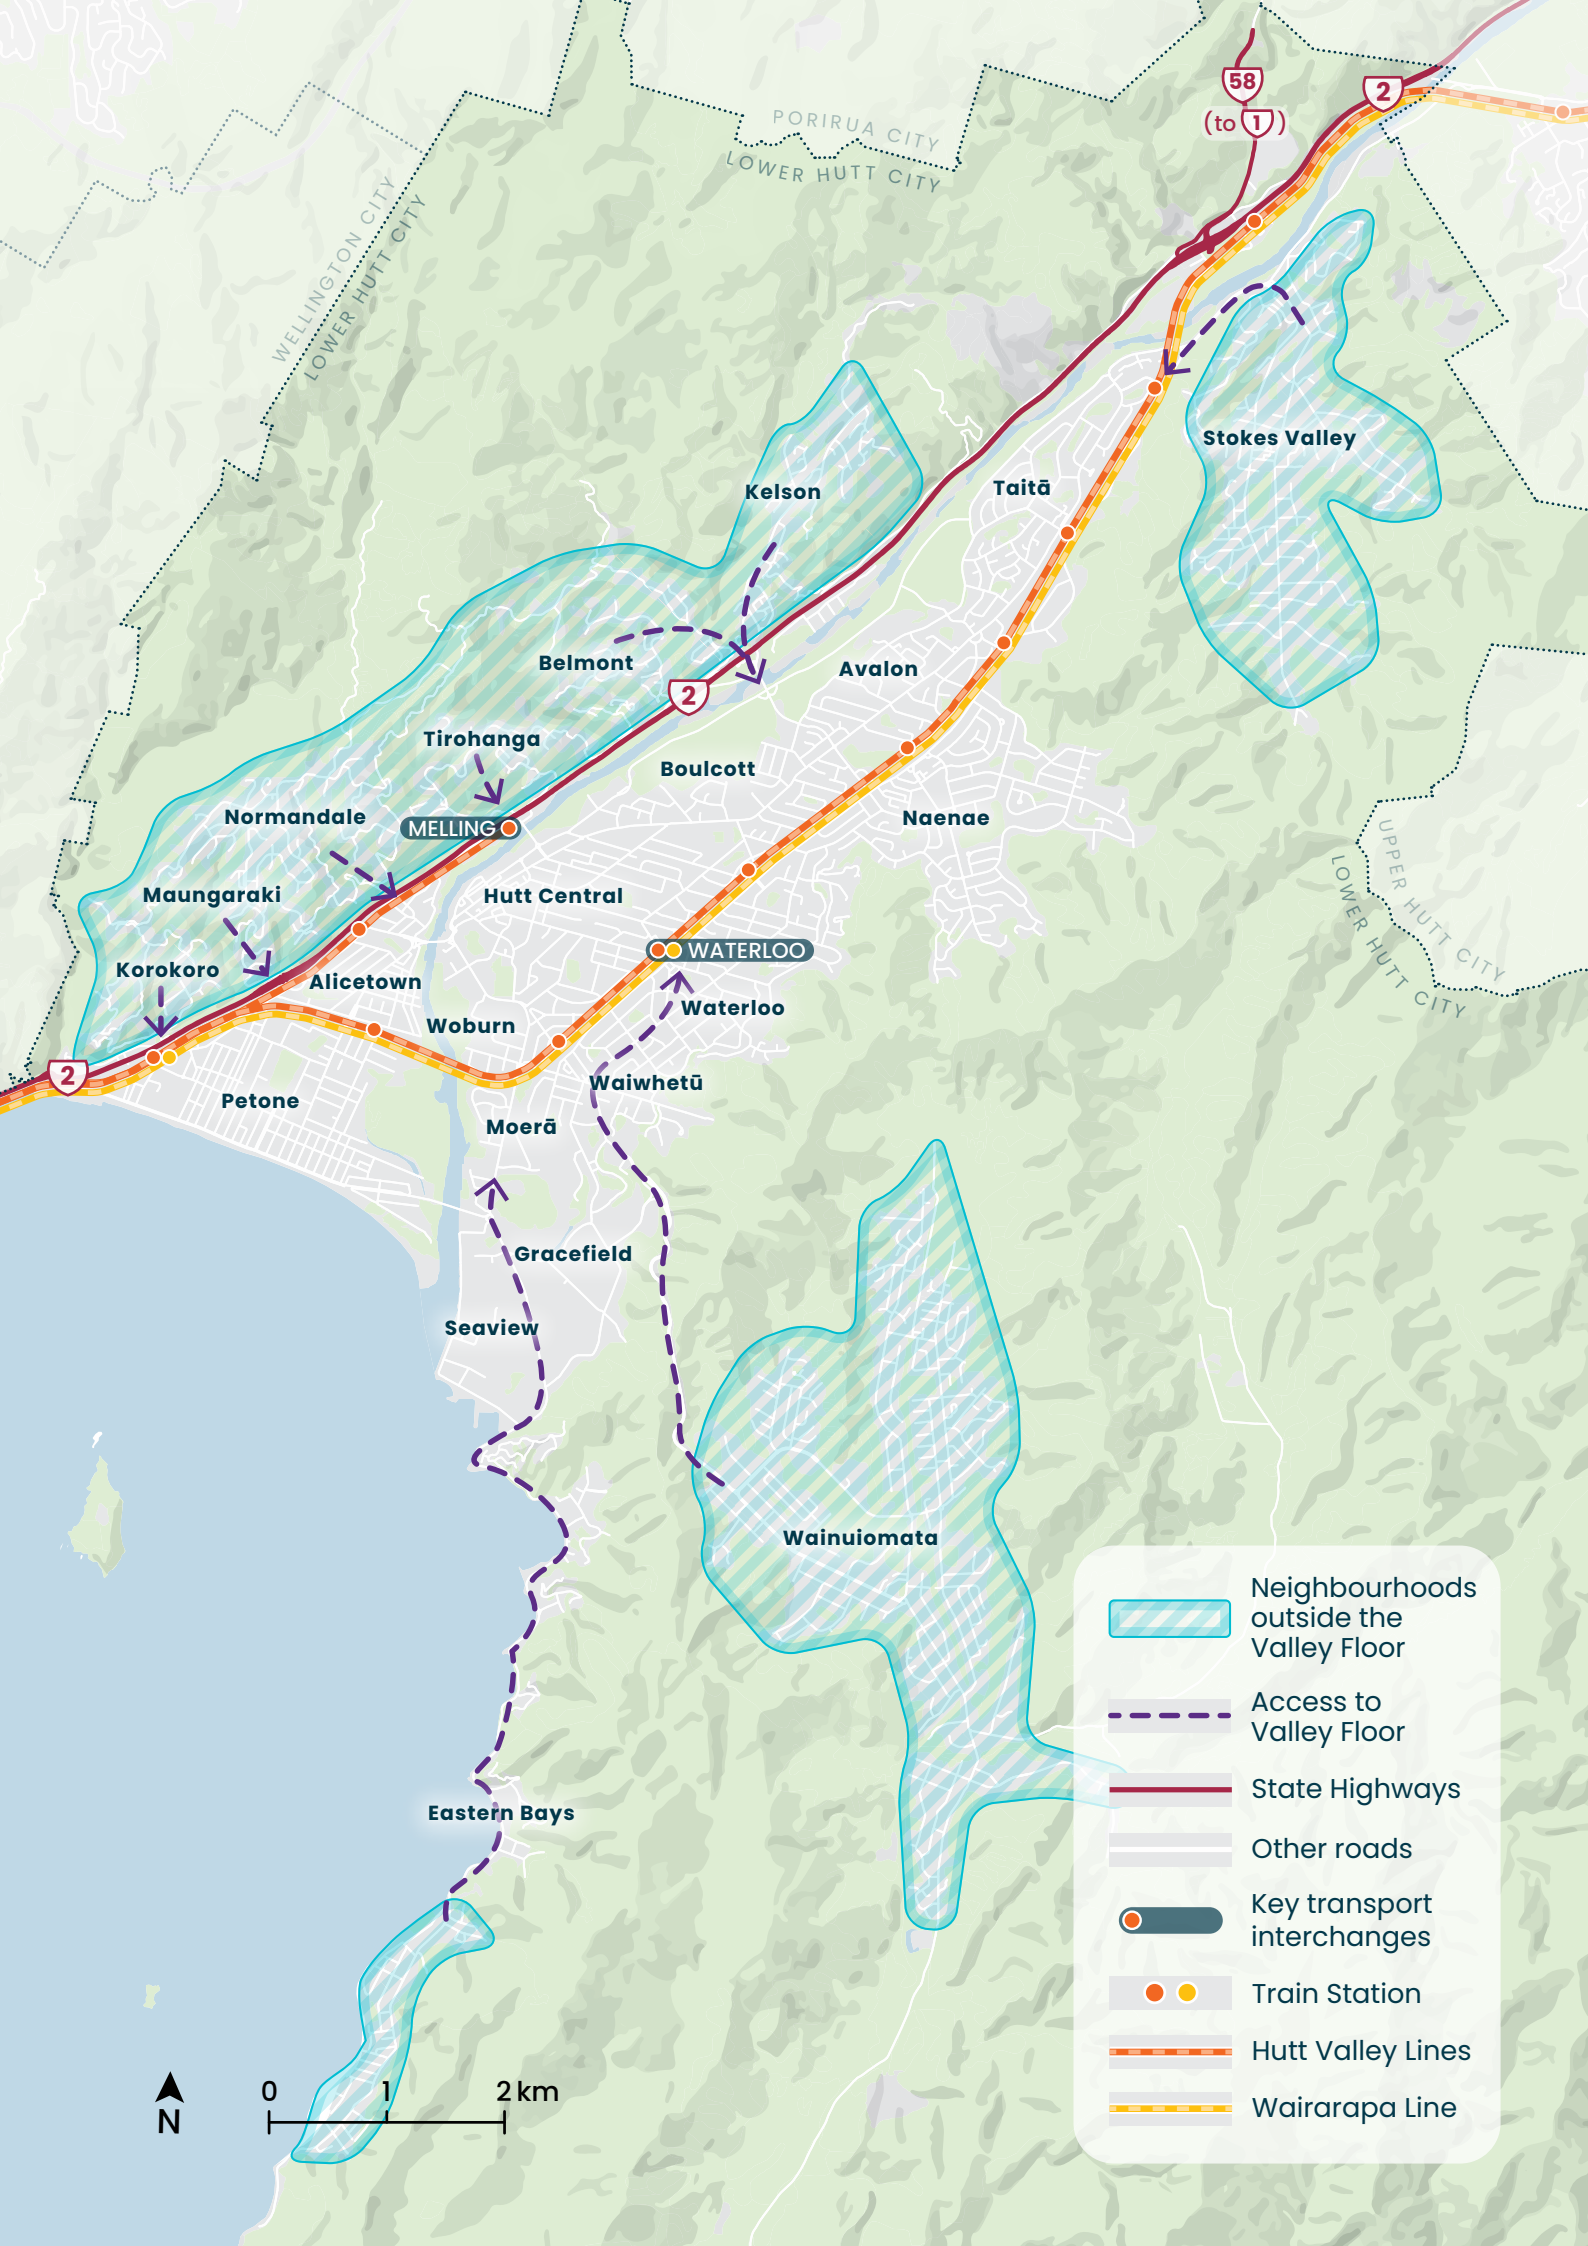 58
2
(to 1)
PORIRUA CITY
LOWER HUTT CITY
WELLINGTON CITY
LOWER HUTT CITY
Stokes Valley
Kelson
Taitā
Belmont
Avalon
2
Tirohanga
Boulcott
Normandale
MELLING
Naenae
UPPER HUTT CITY
LOWER HUTT CITY
Maungaraki
Hutt Central
WATERLOO
Korokoro
Alicetown
Waterloo
Woburn
2
Waiwhetū
Petone
Moerā
Gracefield
Seaview
Wainuiomata
Eastern Bays
Neighbourhoods
outside the
Valley Floor
Access to
Valley Floor
State Highways
Other roads
Key transport
interchanges
Train Station
Hutt Valley Lines
Wairarapa Line
0 1 2 km
N